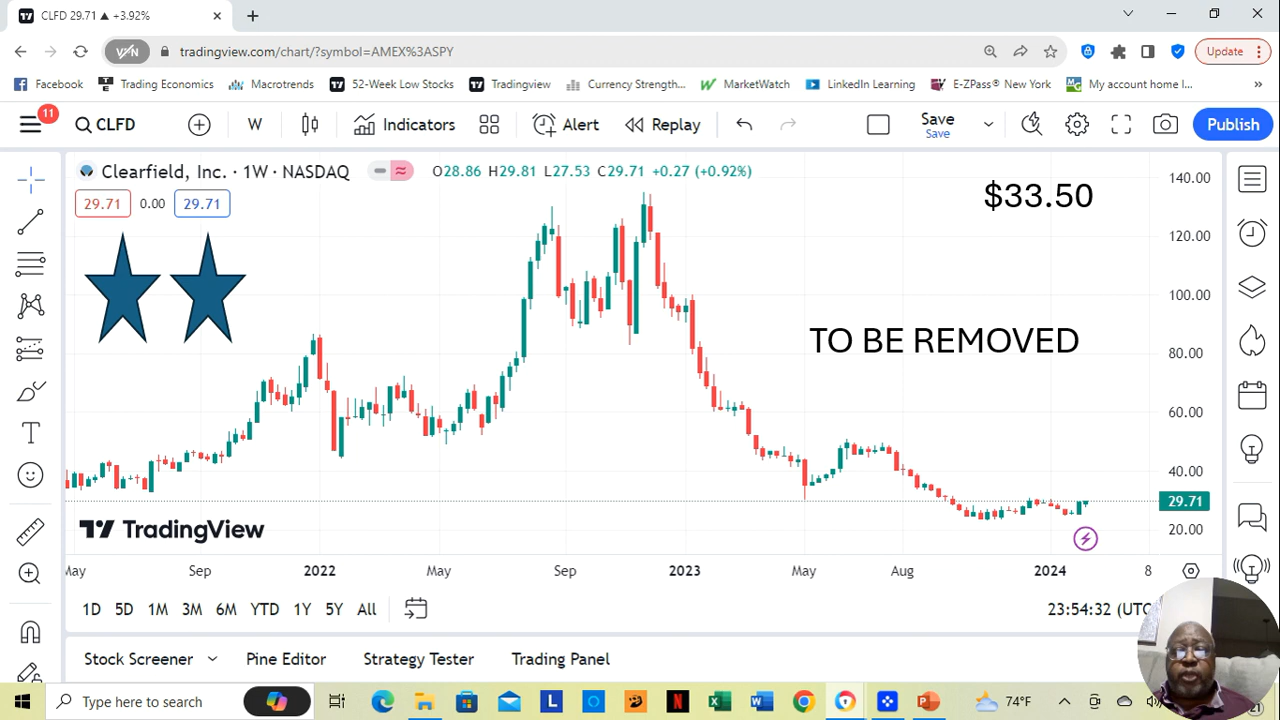 CLFD 29.71 ▲ +3.92%
tradingview.com/chart/?symbol=AMEX%3ASPY
Update
Facebook Trading Economics Macrotrends 52-Week Low Stocks Tradingview Currency Strength... MarketWatch LinkedIn Learning E-ZPass® New York My account home l... »
11
CLFD W Indicators Alert Replay Save Publish
Save
Clearfield, Inc. · 1W · NASDAQ O28.86 H29.81 L27.53 C29.71 +0.27 (+0.92%)
29.71 0.00 29.71
$33.50
TO BE REMOVED
140.00
120.00
100.00
80.00
60.00
40.00
29.71
20.00
TradingView
May Sep 2022 May Sep 2023 May Aug 2024 8
1D 5D 1M 3M 6M YTD 1Y 5Y All 23:54:32 (UTC
Stock Screener Pine Editor Strategy Tester Trading Panel
Type here to search 74°F